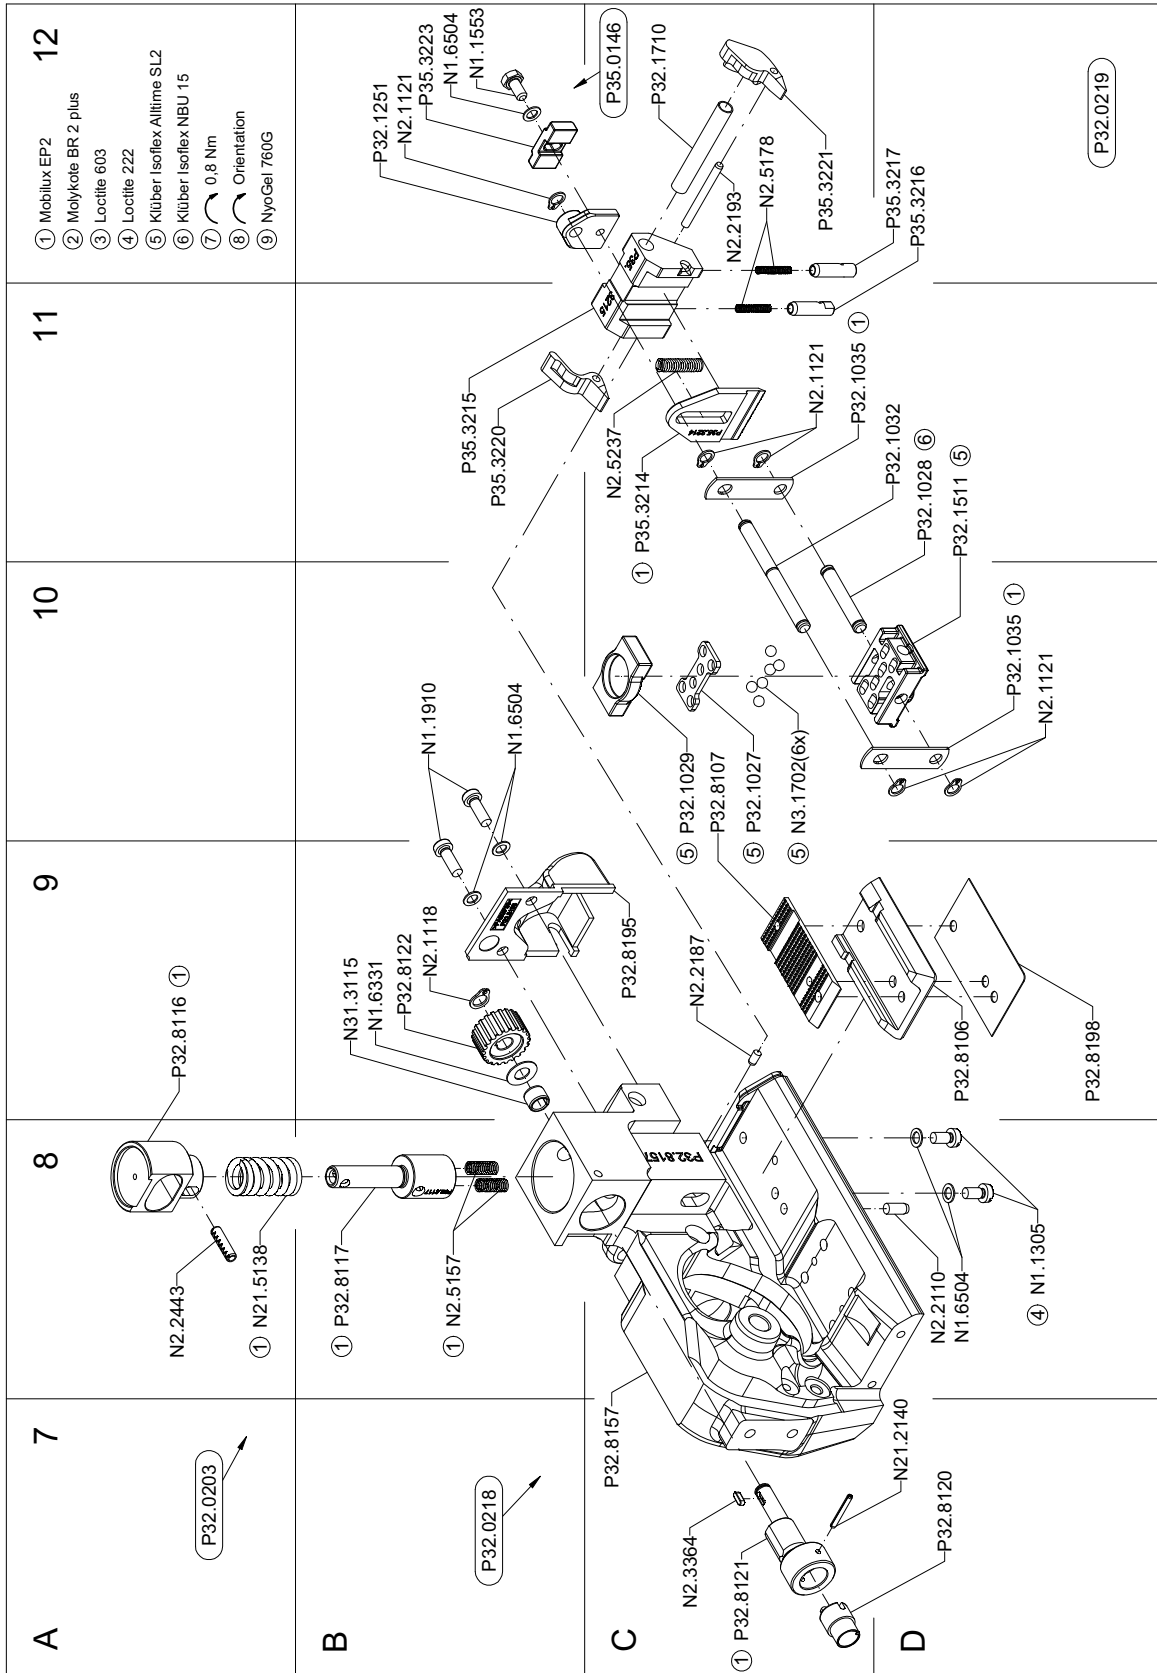 A
B
C
D
7
8
9
10
11
12
① Mobilux EP2
② Molykote BR 2 plus
③ Loctite 603
④ Loctite 222
⑤ Klüber Isoflex Alltime SL2
⑥ Klüber Isoflex NBU 15
⑦ 0,8 Nm
⑧ Orientation
⑨ NyoGel 760G
P32.0203
N2.2443
① N21.5138
P32.8116 ①
P32.0218
① P32.8117
① N2.5157
N31.3115
N1.6331
P32.8122
N2.1118
N1.1910
N1.6504
P32.8195
P35.3215
P35.3220
P32.1251
N2.1121
P35.3223
N1.6504
N1.1553
P35.0146
P32.1710
P35.
3215
N2.2193
N2.5178
P35.3221
P35.3217
P35.3216
N2.5237
① P35.3214
P35.3214
N2.1121
P32.1035 ①
P32.1032
P32.1028 ⑥
P32.1511 ⑤
P32.1035 ①
N2.1121
⑤ P32.1029
P32.8107
⑤ P32.1027
⑤ N3.1702(6x)
N2.2187
P32.8106
P32.8198
P32.8157
P32.8157
N2.2110
N1.6504
④ N1.1305
N2.3364
① P32.8121
N21.2140
P32.8120
P32.0219